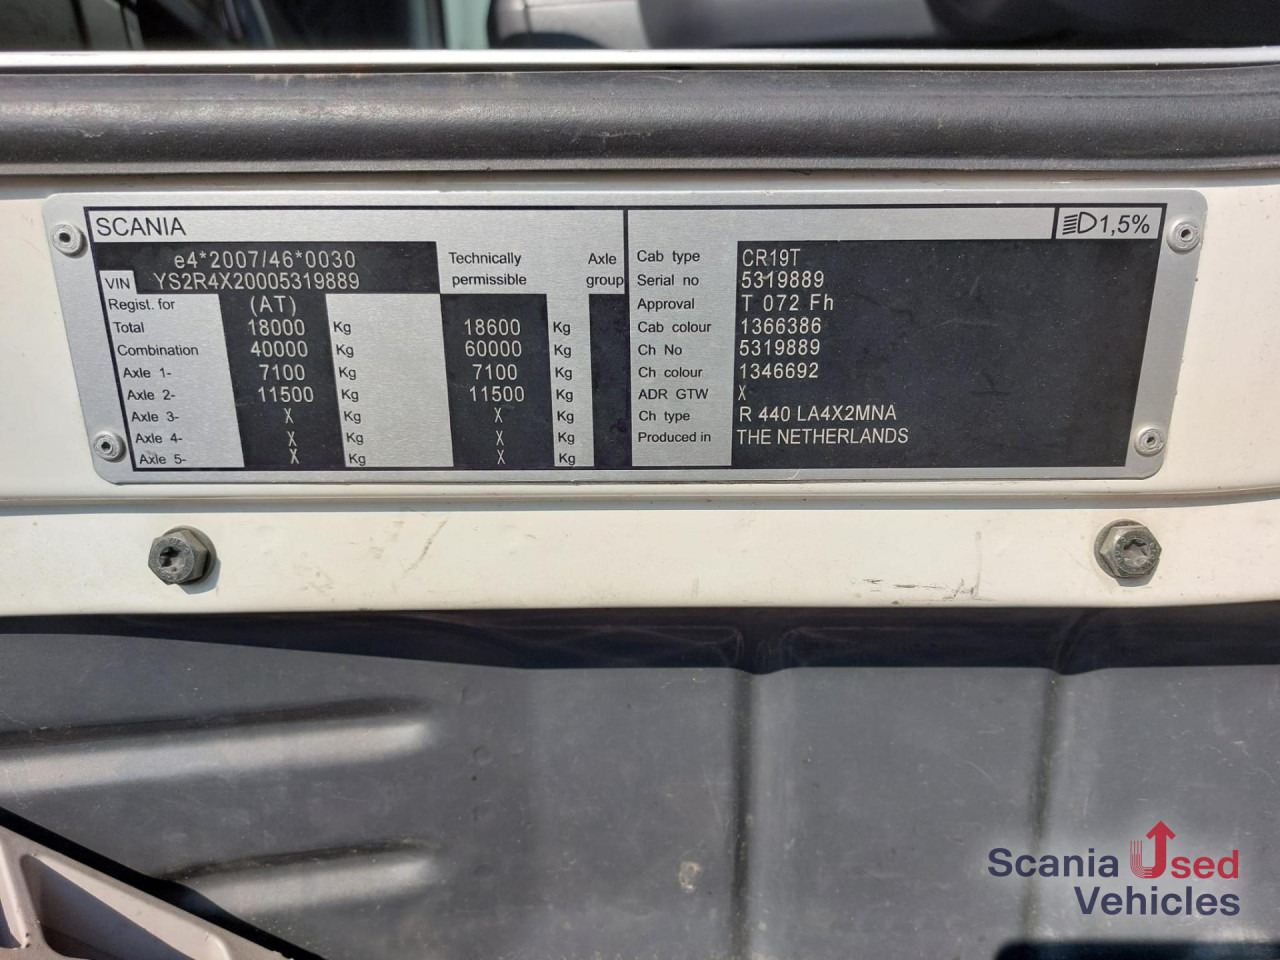 SCANIA
1,5%
e4*2007/46*0030
VIN YS2R4X20005319889
Technically permissible
Axle group
Regist. for (AT)
Total 18000 Kg 18600 Kg
Combination 40000 Kg 60000 Kg
Axle 1- 7100 Kg 7100 Kg
Axle 2- 11500 Kg 11500 Kg
Axle 3- X Kg X Kg
Axle 4- X Kg X Kg
Axle 5- X Kg X Kg
Cab type CR19T
Serial no 5319889
Approval T 072 Fh
Cab colour 1366386
Ch No 5319889
Ch colour 1346692
ADR GTW X
Ch type R 440 LA4X2MNA
Produced in THE NETHERLANDS
Scania Used
Vehicles